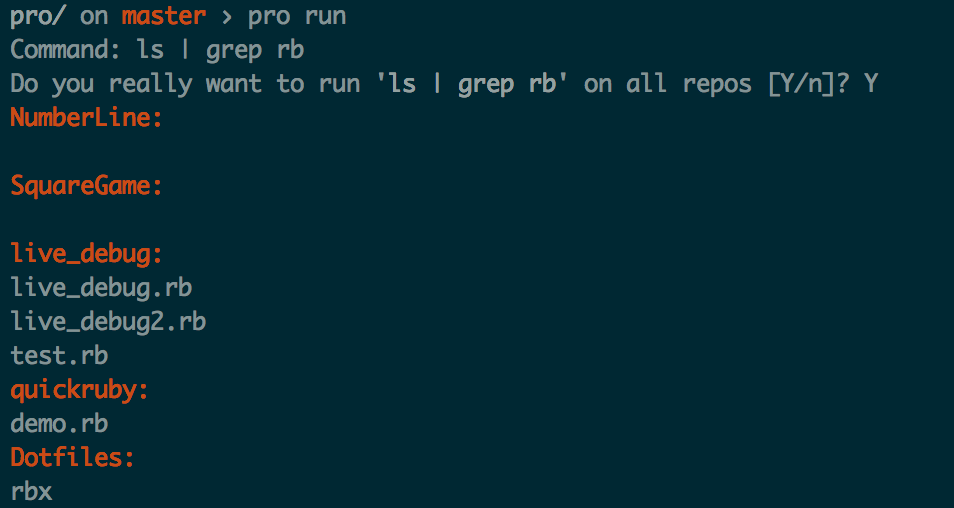 pro/ on master › pro run
Command: ls | grep rb
Do you really want to run 'ls | grep rb' on all repos [Y/n]? Y
NumberLine:
SquareGame:
live_debug:
live_debug.rb
live_debug2.rb
test.rb
quickruby:
demo.rb
Dotfiles:
rbx